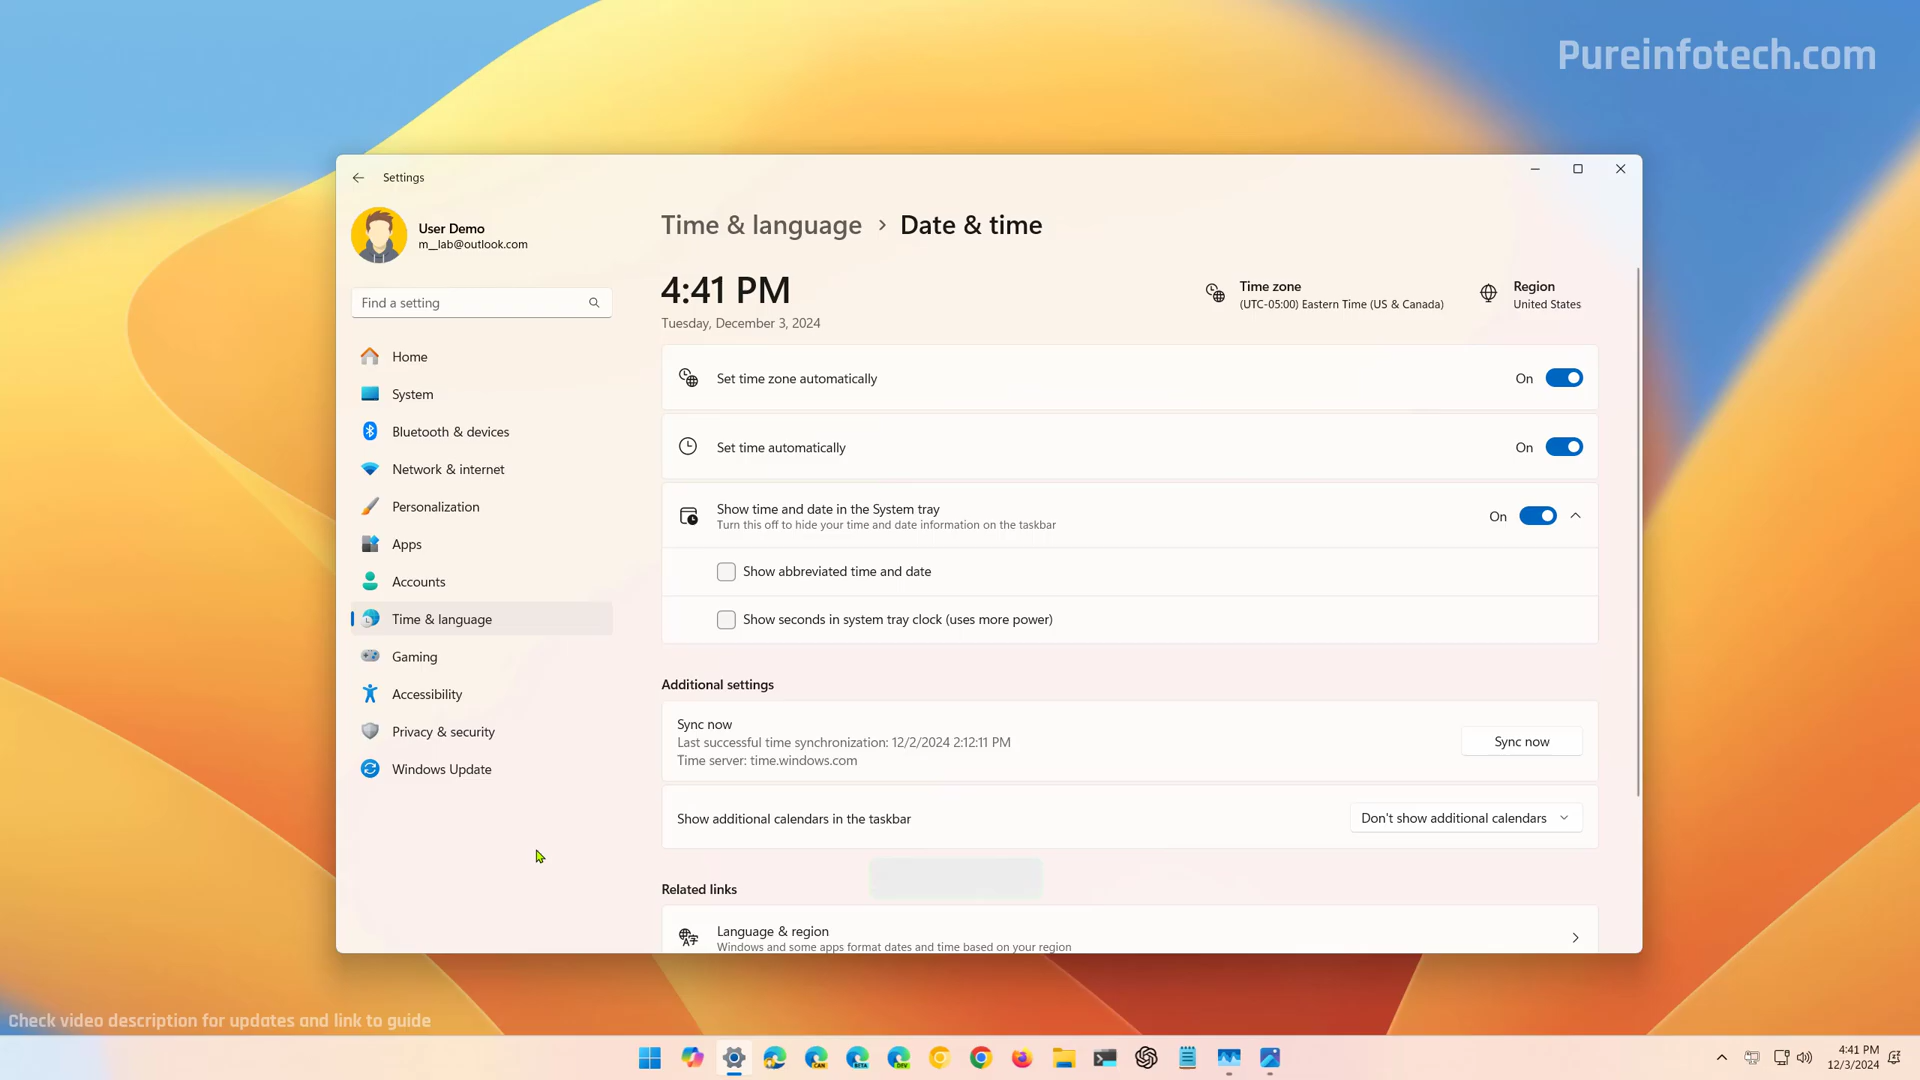 Pureinfotech.com
Settings
User Demo
m__lab@outlook.com
Find a setting
Home
System
Bluetooth & devices
Network & internet
Personalization
Apps
Accounts
Time & language
Gaming
Accessibility
Privacy & security
Windows Update
Time & language › Date & time
4:41 PM
Tuesday, December 3, 2024
Time zone
(UTC-05:00) Eastern Time (US & Canada)
Region
United States
Set time zone automatically
On
Set time automatically
On
Show time and date in the System tray
Turn this off to hide your time and date information on the taskbar
On
Show abbreviated time and date
Show seconds in system tray clock (uses more power)
Additional settings
Sync now
Last successful time synchronization: 12/2/2024 2:12:11 PM
Time server: time.windows.com
Sync now
Show additional calendars in the taskbar
Don't show additional calendars
Related links
Language & region
Windows and some apps format dates and time based on your region
Check video description for updates and link to guide
CAN
BETA
DEV
4:41 PM
12/3/2024